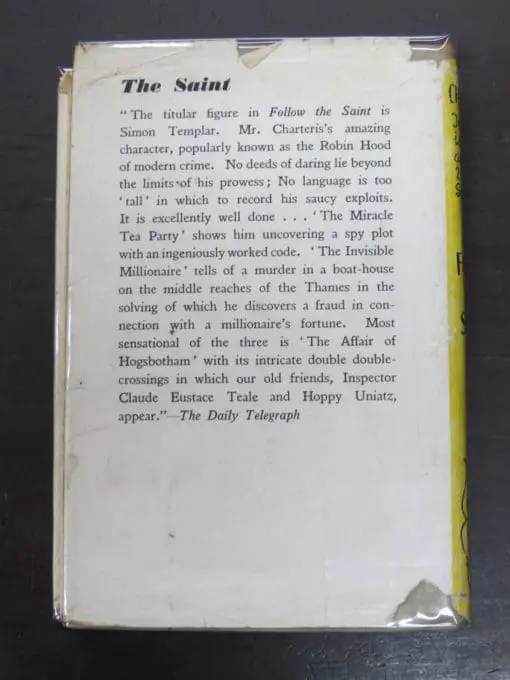 The Saint
" The titular figure in Follow the Saint is
Simon Templar. Mr. Charteris's amazing
character, popularly known as the Robin Hood
of modern crime. No deeds of daring lie beyond
the limits of his prowess ; No language is too
' tall ' in which to record his saucy exploits.
It is excellently well done . . . ' The Miracle
Tea Party ' shows him uncovering a spy plot
with an ingeniously worked code. ' The Invisible
Millionaire ' tells of a murder in a boat-house
on the middle reaches of the Thames in the
solving of which he discovers a fraud in con-
nection with a millionaire's fortune. Most
sensational of the three is ' The Affair of
Hogsbotham ' with its intricate double double-
crossings in which our old friends, Inspector
Claude Eustace Teale and Hoppy Uniatz,
appear."—The Daily Telegraph